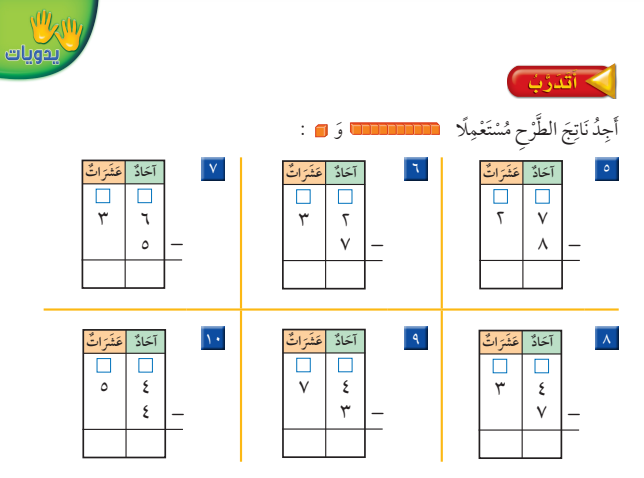 يدويات
أَتَدَرَّبُ
أَجِدُ نَاتِجَ الطَّرْحِ مُسْتَعْمِلًا وَ :
٥
آحَادٌ عَشَرَاتٌ
٧ ٢
٨ −
٦
آحَادٌ عَشَرَاتٌ
٢ ٣
٧ −
٧
آحَادٌ عَشَرَاتٌ
٦ ٣
٥ −
٨
آحَادٌ عَشَرَاتٌ
٤ ٣
٧ −
٩
آحَادٌ عَشَرَاتٌ
٤ ٧
٣ −
١٠
آحَادٌ عَشَرَاتٌ
٤ ٥
٤ −